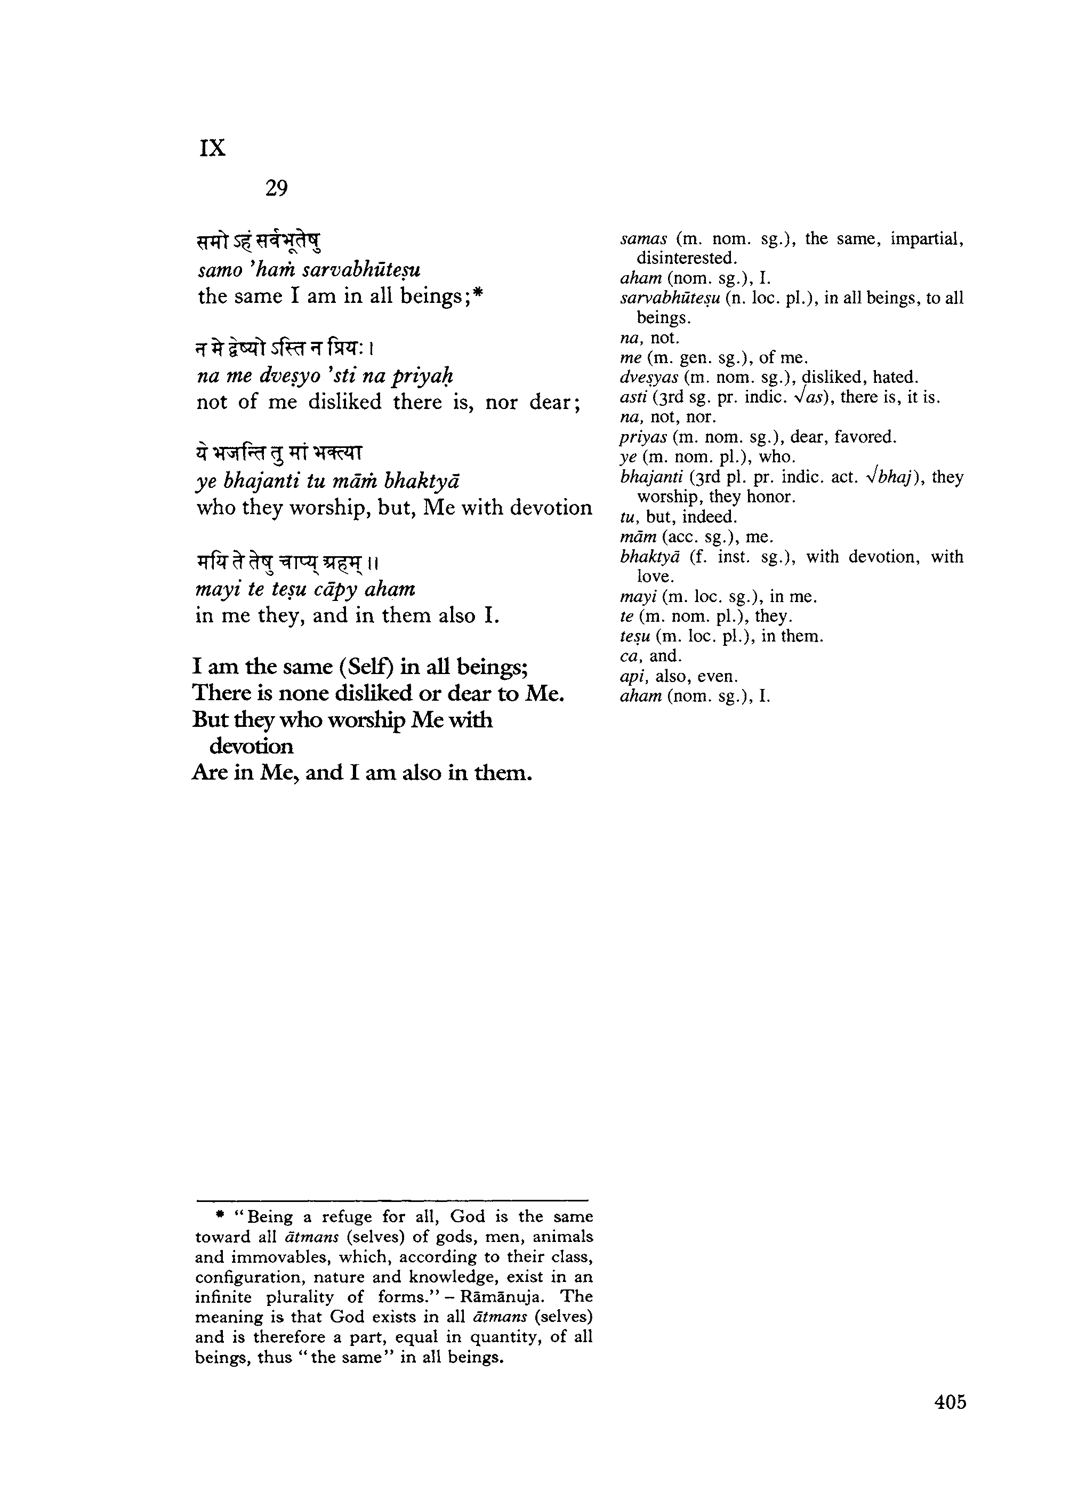 IX
29
समो ऽहं सर्वभूतेषु
samo 'haṁ sarvabhūteṣu
the same I am in all beings;*
न मे द्वेष्यो ऽस्ति न प्रियः ।
na me dveṣyo 'sti na priyaḥ
not of me disliked there is, nor dear;
ये भजन्ति तु मां भक्त्या
ye bhajanti tu māṁ bhaktyā
who they worship, but, Me with devotion
मयि ते तेषु चाप्य् अहम् ॥
mayi te teṣu cāpy aham
in me they, and in them also I.
I am the same (Self) in all beings;
There is none disliked or dear to Me.
But they who worship Me with
devotion
Are in Me, and I am also in them.
samas (m. nom. sg.), the same, impartial,
disinterested.
aham (nom. sg.), I.
sarvabhūteṣu (n. loc. pl.), in all beings, to all
beings.
na, not.
me (m. gen. sg.), of me.
dveṣyas (m. nom. sg.), disliked, hated.
asti (3rd sg. pr. indic. √as), there is, it is.
na, not, nor.
priyas (m. nom. sg.), dear, favored.
ye (m. nom. pl.), who.
bhajanti (3rd pl. pr. indic. act. √bhaj), they
worship, they honor.
tu, but, indeed.
mām (acc. sg.), me.
bhaktyā (f. inst. sg.), with devotion, with
love.
mayi (m. loc. sg.), in me.
te (m. nom. pl.), they.
teṣu (m. loc. pl.), in them.
ca, and.
api, also, even.
aham (nom. sg.), I.
* "Being a refuge for all, God is the same
toward all ātmans (selves) of gods, men, animals
and immovables, which, according to their class,
configuration, nature and knowledge, exist in an
infinite plurality of forms." – Rāmānuja. The
meaning is that God exists in all ātmans (selves)
and is therefore a part, equal in quantity, of all
beings, thus "the same" in all beings.
405